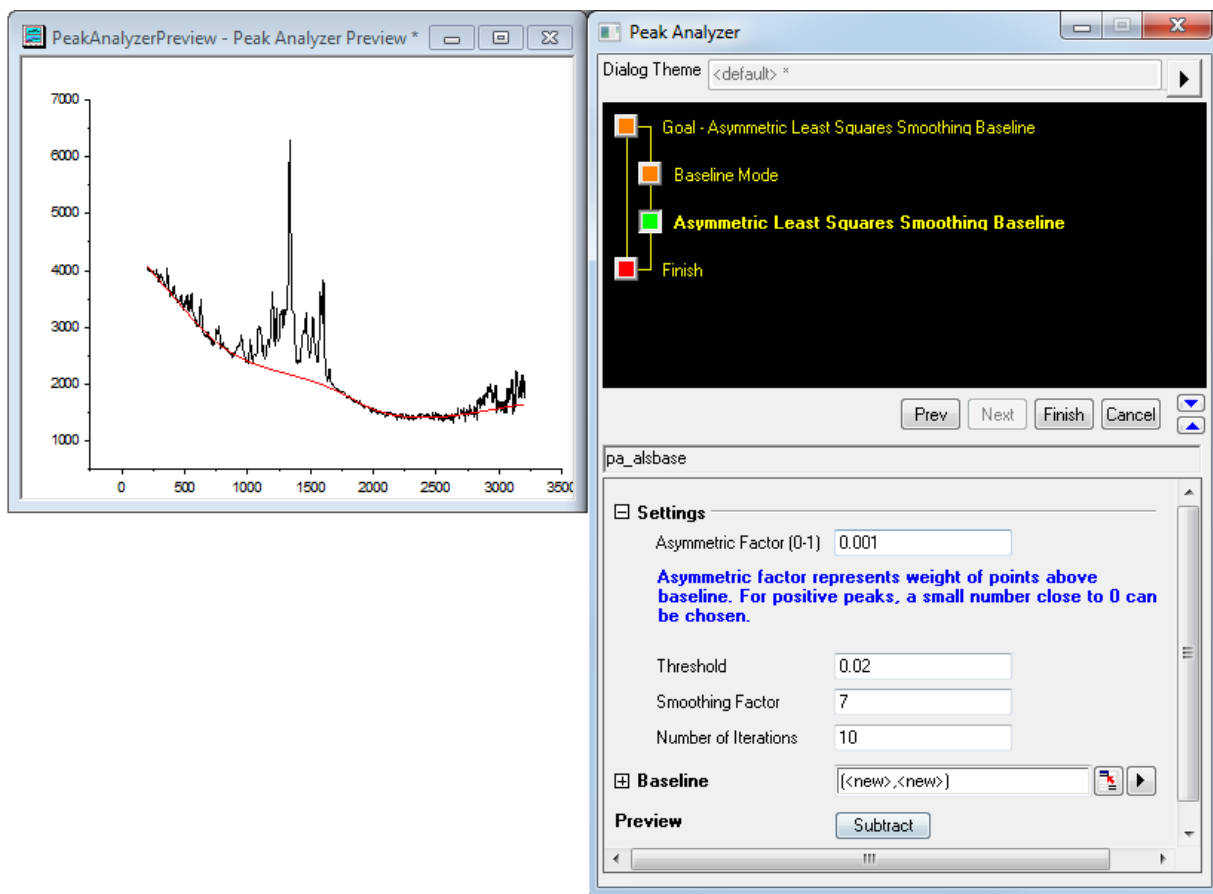 PeakAnalyzerPreview - Peak Analyzer Preview *
7000
6000
5000
4000
3000
2000
1000
0 500 1000 1500 2000 2500 3000 3500
Peak Analyzer
Dialog Theme <default> *
Goal - Asymmetric Least Squares Smoothing Baseline
Baseline Mode
Asymmetric Least Squares Smoothing Baseline
Finish
Prev Next Finish Cancel
pa_alsbase
Settings
Asymmetric Factor (0-1) 0.001
Asymmetric factor represents weight of points above
baseline. For positive peaks, a small number close to 0 can
be chosen.
Threshold 0.02
Smoothing Factor 7
Number of Iterations 10
Baseline (<new>,<new>)
Preview Subtract